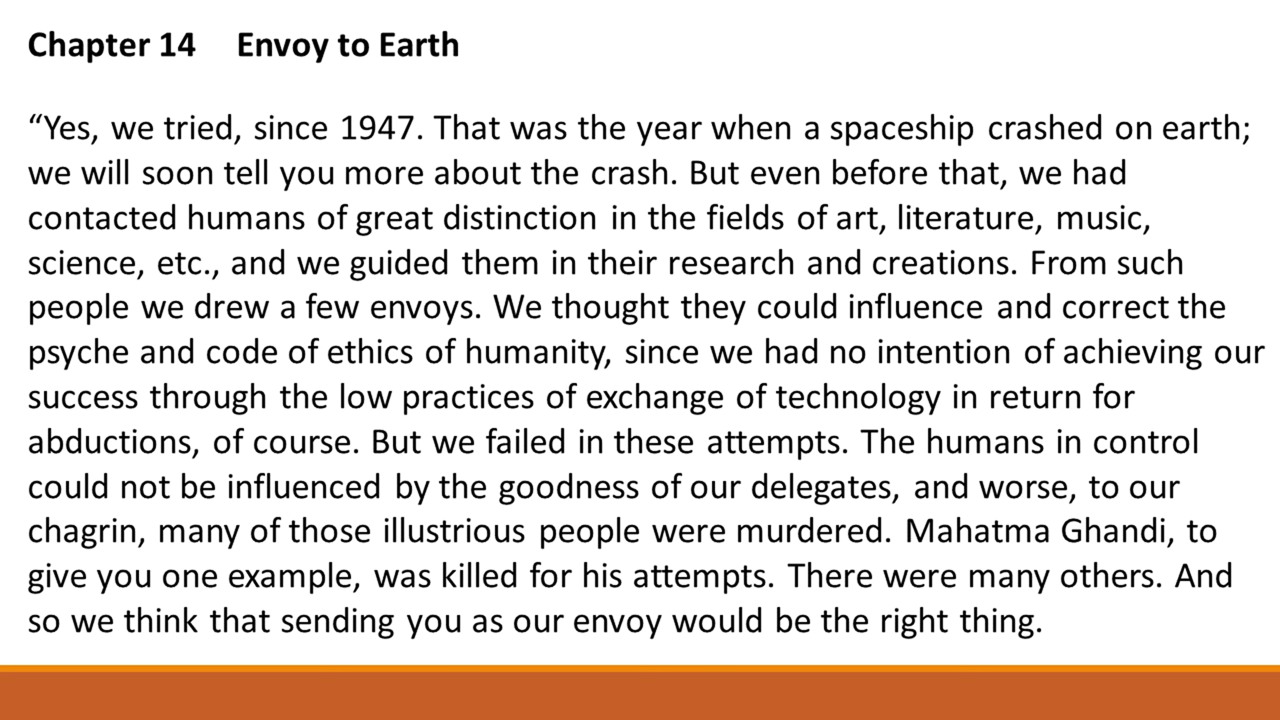 Chapter 14 Envoy to Earth
“Yes, we tried, since 1947. That was the year when a spaceship crashed on earth;
we will soon tell you more about the crash. But even before that, we had
contacted humans of great distinction in the fields of art, literature, music,
science, etc., and we guided them in their research and creations. From such
people we drew a few envoys. We thought they could influence and correct the
psyche and code of ethics of humanity, since we had no intention of achieving our
success through the low practices of exchange of technology in return for
abductions, of course. But we failed in these attempts. The humans in control
could not be influenced by the goodness of our delegates, and worse, to our
chagrin, many of those illustrious people were murdered. Mahatma Ghandi, to
give you one example, was killed for his attempts. There were many others. And
so we think that sending you as our envoy would be the right thing.